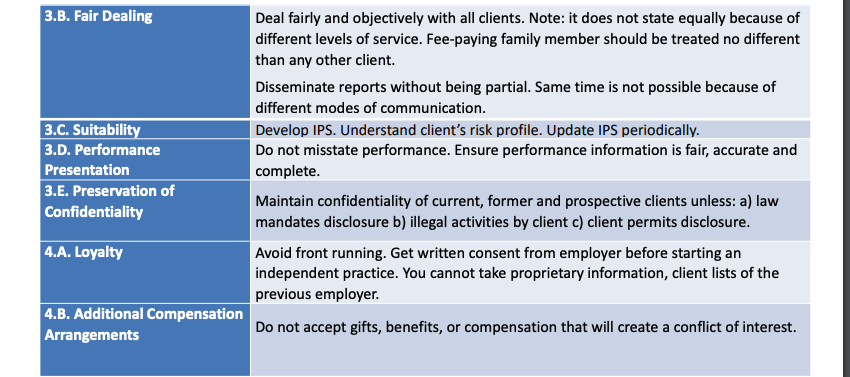 3.B. Fair Dealing
Deal fairly and objectively with all clients. Note: it does not state equally because of
different levels of service. Fee-paying family member should be treated no different
than any other client.
Disseminate reports without being partial. Same time is not possible because of
different modes of communication.
3.C. Suitability
Develop IPS. Understand client's risk profile. Update IPS periodically.
3.D. Performance
Presentation
Do not misstate performance. Ensure performance information is fair, accurate and
complete.
3.E. Preservation of
Confidentiality
Maintain confidentiality of current, former and prospective clients unless: a) law
mandates disclosure b) illegal activities by client c) client permits disclosure.
4.A. Loyalty
Avoid front running. Get written consent from employer before starting an
independent practice. You cannot take proprietary information, client lists of the
previous employer.
4.B. Additional Compensation
Arrangements
Do not accept gifts, benefits, or compensation that will create a conflict of interest.